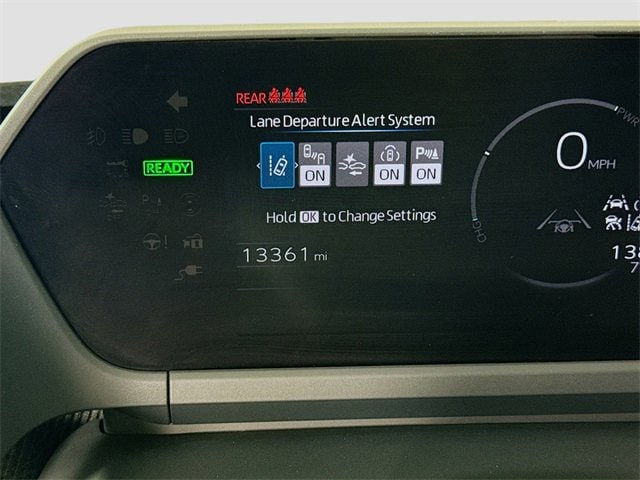 REAR
Lane Departure Alert System
ON ON P ON
Hold OK to Change Settings
READY
13361 mi
0 MPH
PWR
CHG